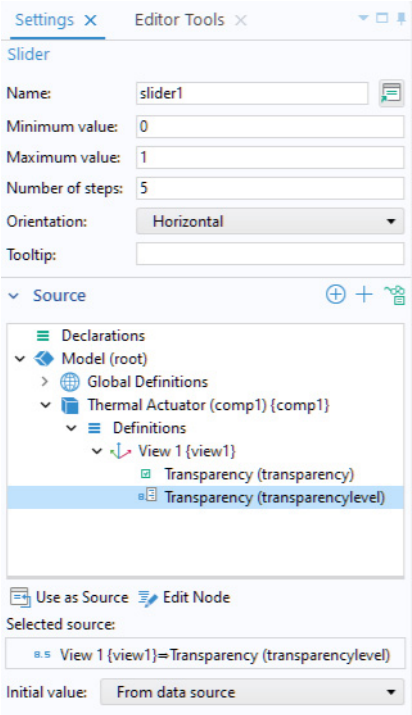 Settings Editor Tools
Slider
Name: slider1
Minimum value: 0
Maximum value: 1
Number of steps: 5
Orientation: Horizontal
Tooltip:
Source
Declarations
Model (root)
Global Definitions
Thermal Actuator (comp1) {comp1}
Definitions
View 1 {view1}
Transparency (transparency)
Transparency (transparencylevel)
Use as Source Edit Node
Selected source:
8.5 View 1 {view1}⇒Transparency (transparencylevel)
Initial value: From data source